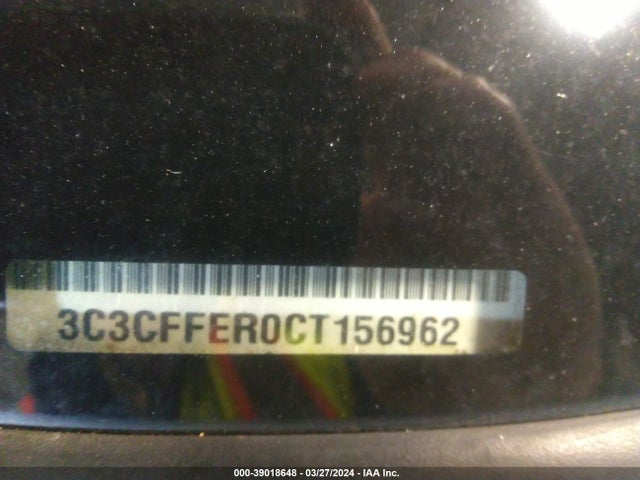 3C3CFFER0CT156962
000-39018648 - 03/27/2024 - IAA Inc.